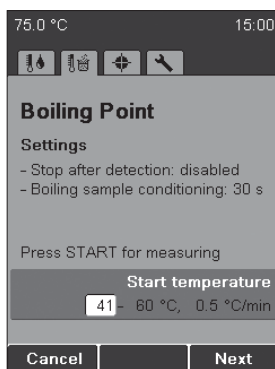 75.0 °C 15:00
Boiling Point
Settings
- Stop after detection: disabled
- Boiling sample conditioning: 30 s
Press START for measuring
Start temperature
41 - 60 °C, 0.5 °C/min
Cancel Next